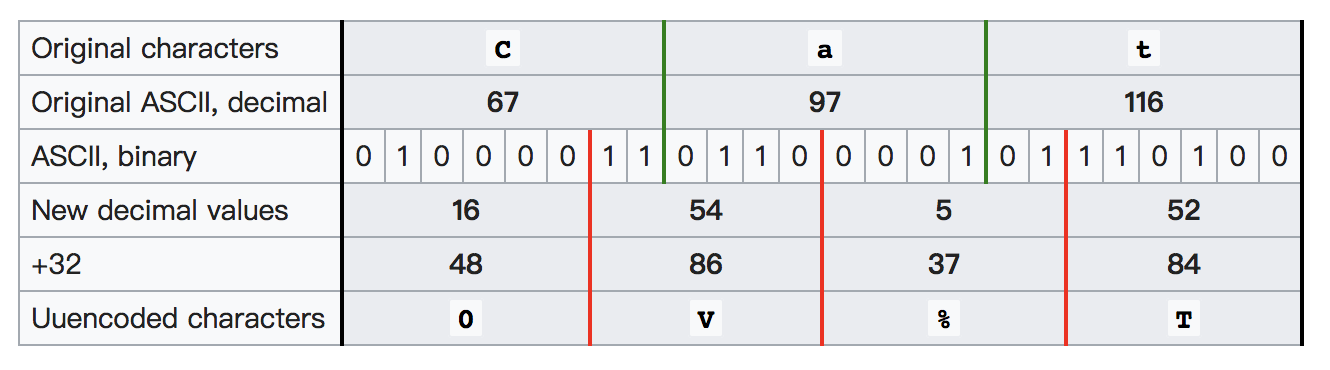 Original characters C a t
Original ASCII, decimal 67 97 116
ASCII, binary 0 1 0 0 0 0 1 1 0 1 1 0 0 0 0 1 0 1 1 1 0 1 0 0
New decimal values 16 54 5 52
+32 48 86 37 84
Uuencoded characters 0 V % T